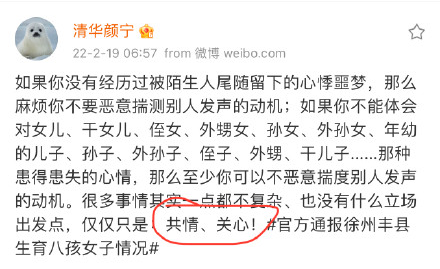 清华颜宁
22-2-19 06:57 from 微博 weibo.com
如果你没有经历过被陌生人尾随留下的心悸噩梦，那么
麻烦你不要恶意揣测别人发声的动机；如果你不能体会
对女儿、干女儿、侄女、外甥女、孙女、外孙女、年幼
的儿子、孙子、外孙子、侄子、外甥、干儿子......那种
患得患失的心情，那么至少你可以不恶意揣度别人发声
的动机。很多事情其实一点都不复杂、也没有什么立场
出发点，仅仅只是：共情、关心！#官方通报徐州丰县
生育八孩女子情况#